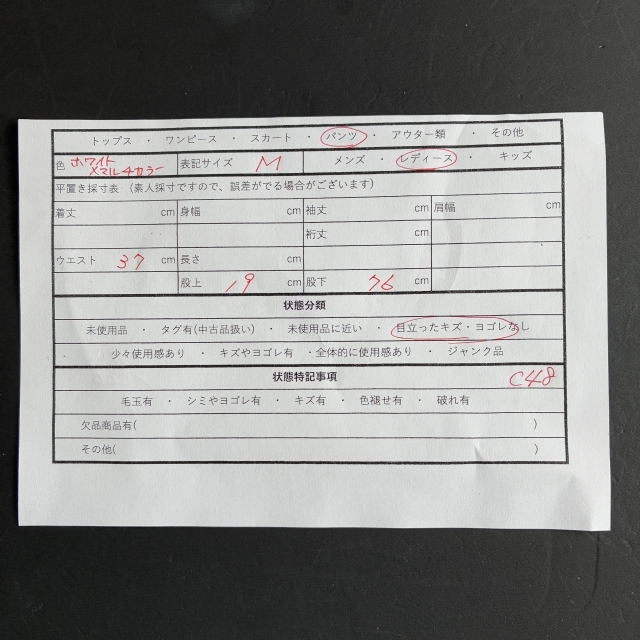 トップス ・ ワンピース ・ スカート ・ パンツ ・ アウター類 ・ その他
色 ホワイト×マルチカラー 表記サイズ M メンズ ・ レディース ・ キッズ
平置き採寸表 (素人採寸ですので、誤差がでる場合がございます)
着丈 cm 身幅 cm 袖丈 cm 肩幅 cm
裄丈 cm
ウエスト 37 cm 長さ cm
股上 19 cm 股下 76 cm
状態分類
未使用品 ・ タグ有(中古品扱い) ・ 未使用品に近い ・ 目立ったキズ・ヨゴレなし
少々使用感あり ・ キズやヨゴレ有 ・全体的に使用感あり ・ ジャンク品
状態特記事項 C48
毛玉有 ・ シミやヨゴレ有 ・ キズ有 ・ 色褪せ有 ・ 破れ有
欠品商品有( )
その他( )